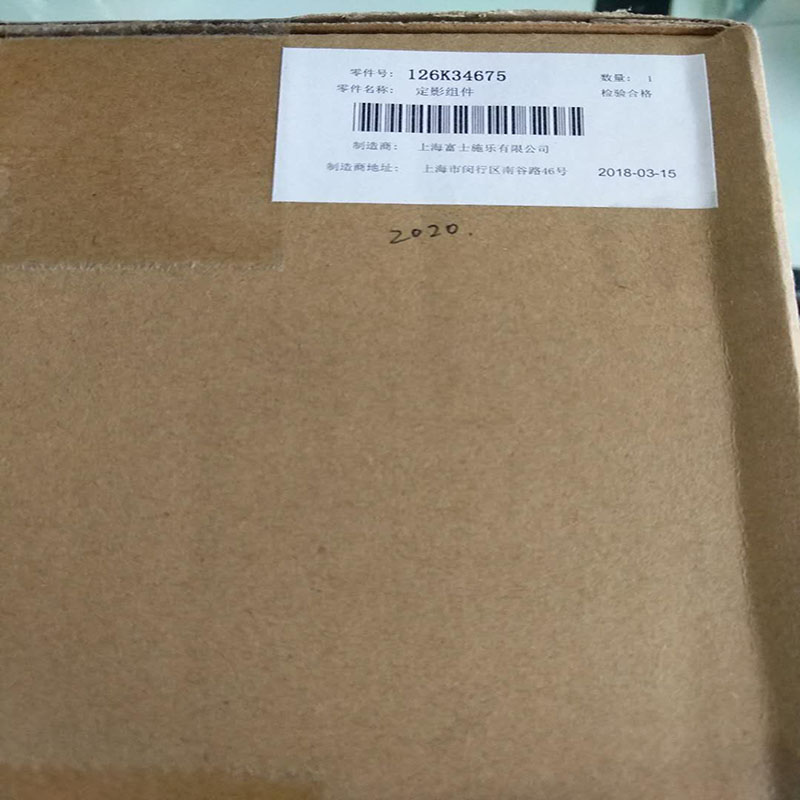 零件号: 126K34675 数量: 1
零件名称: 定影组件 检验合格
制造商: 上海富士施乐有限公司
制造商地址: 上海市闵行区南谷路46号 2018-03-15
2020.